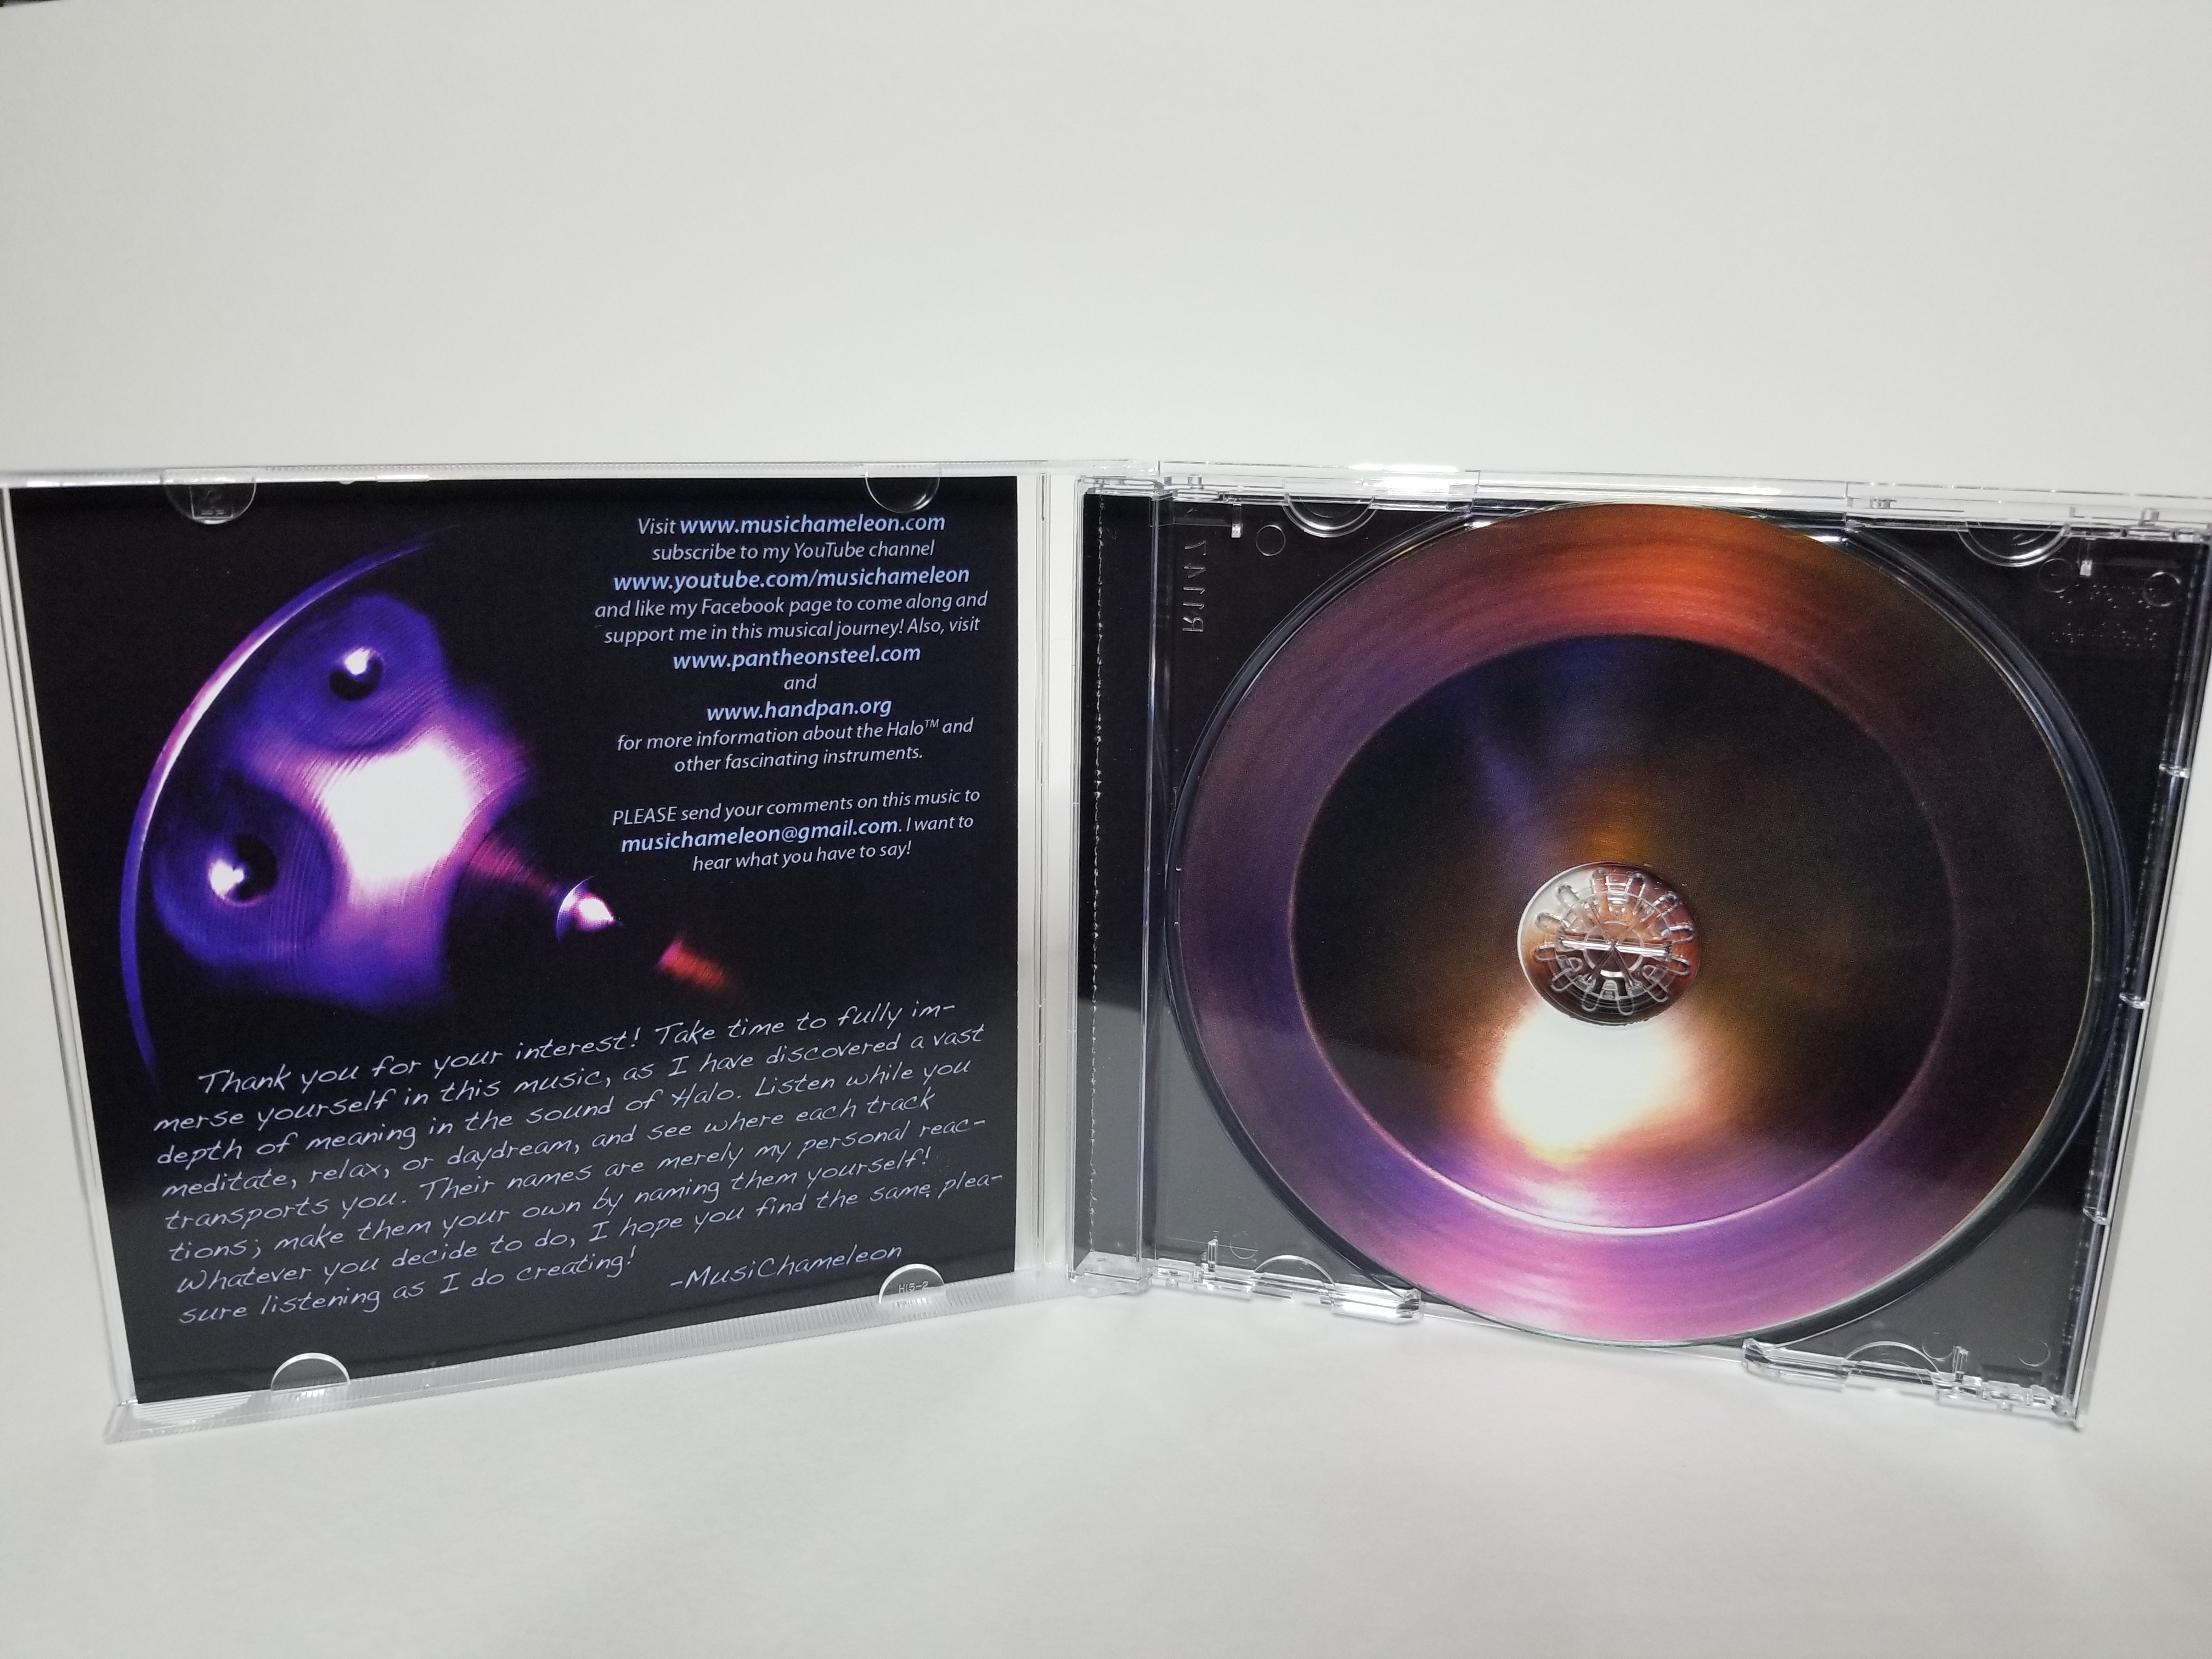 Visit www.musichameleon.com
subscribe to my YouTube channel
www.youtube.com/musichameleon
and like my Facebook page to come along and
support me in this musical journey! Also, visit
www.pantheonsteel.com
and
www.handpan.org
for more information about the Halo™ and
other fascinating instruments.
PLEASE send your comments on this music to
musichameleon@gmail.com. I want to
hear what you have to say!
Thank you for your interest! Take time to fully im-
merse yourself in this music, as I have discovered a vast
depth of meaning in the sound of Halo. Listen while you
meditate, relax, or daydream, and see where each track
transports you. Their names are merely my personal reac-
tions; make them your own by naming them yourself!
Whatever you decide to do, I hope you find the same plea-
sure listening as I do creating!
-MusiChameleon
H15-2